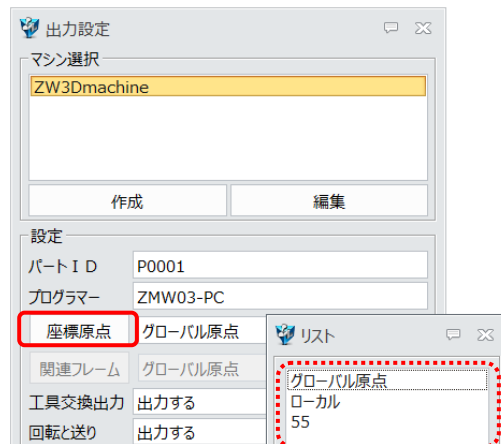 出力設定
マシン選択
ZW3Dmachine
作成 編集
設定
パートＩＤ P0001
プログラマー ZMW03-PC
座標原点 グローバル原点
関連フレーム グローバル原点
工具交換出力 出力する
回転と送り 出力する
リスト
グローバル原点
ローカル
55